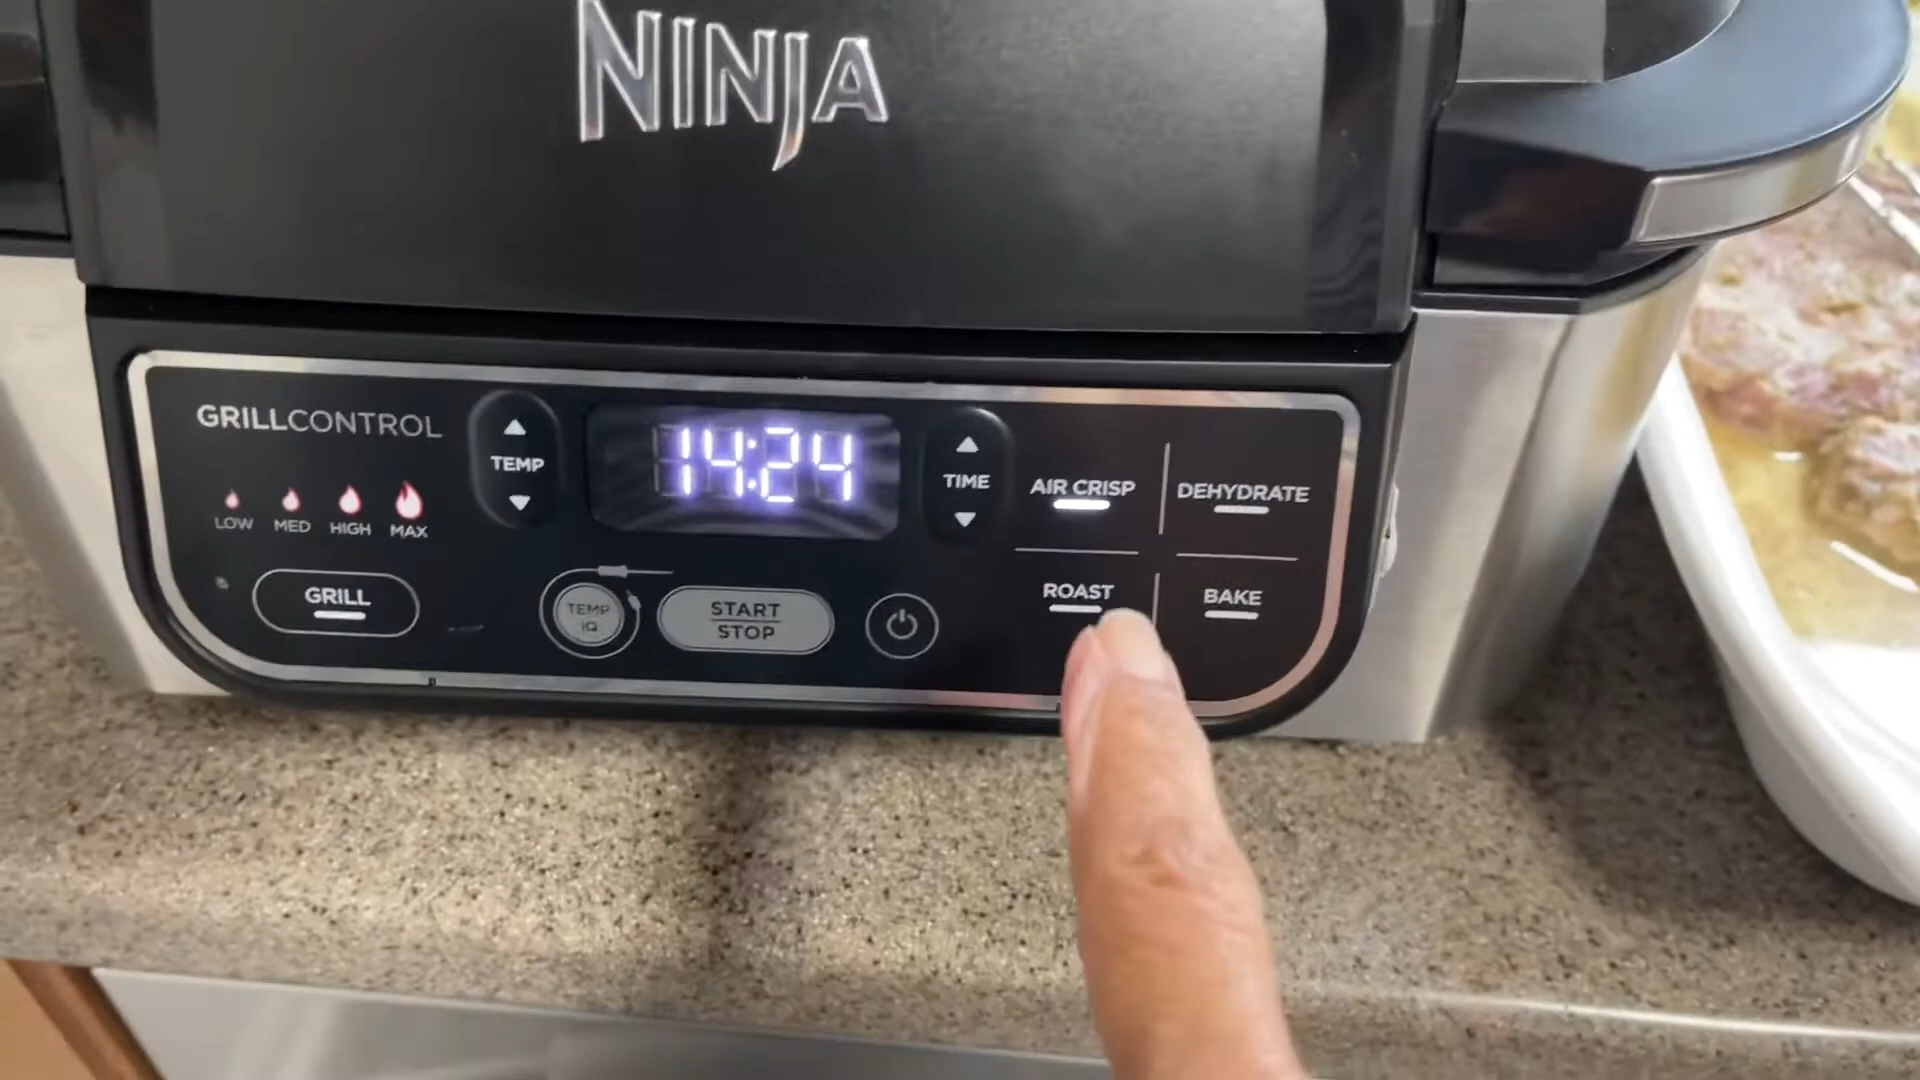 NINJA
GRILLCONTROL
LOW MED HIGH MAX
GRILL
TEMP
14:24
TIME
TEMP
IQ
START
STOP
AIR CRISP
DEHYDRATE
ROAST
BAKE